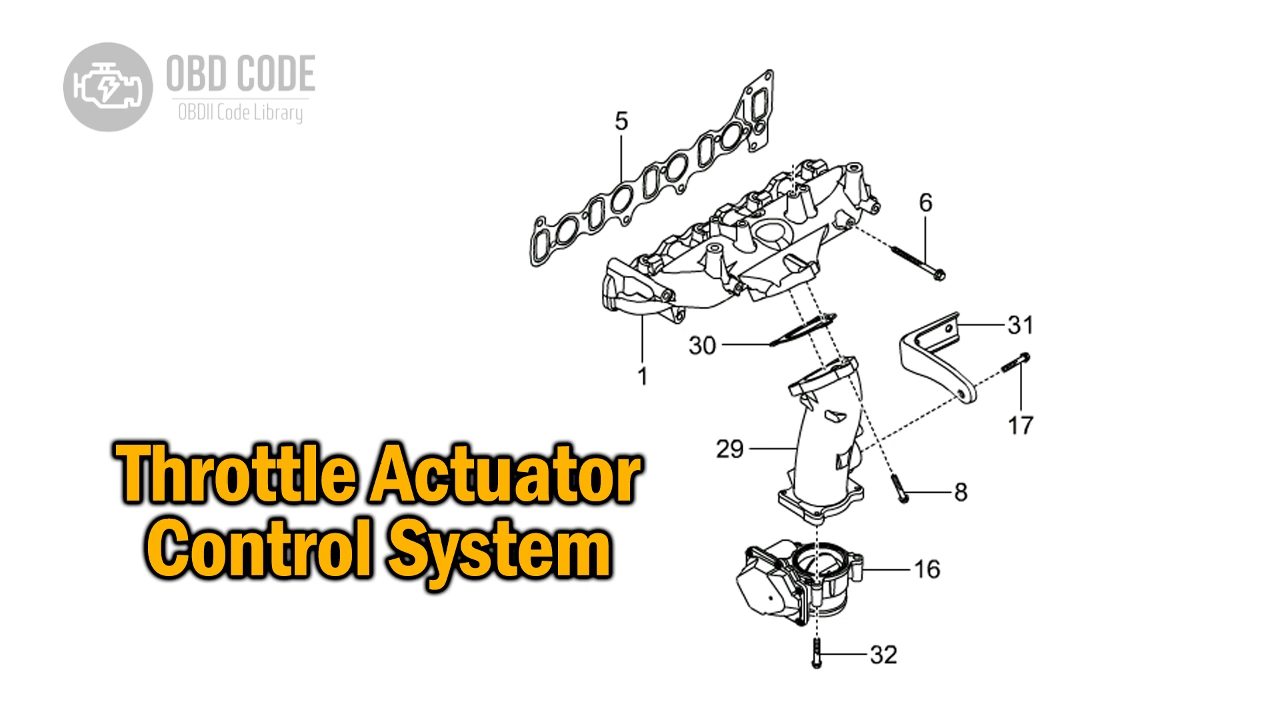 OBD CODE
OBDII Code Library
5
6
31
30
1
17
29
8
Throttle Actuator
Control System
16
32